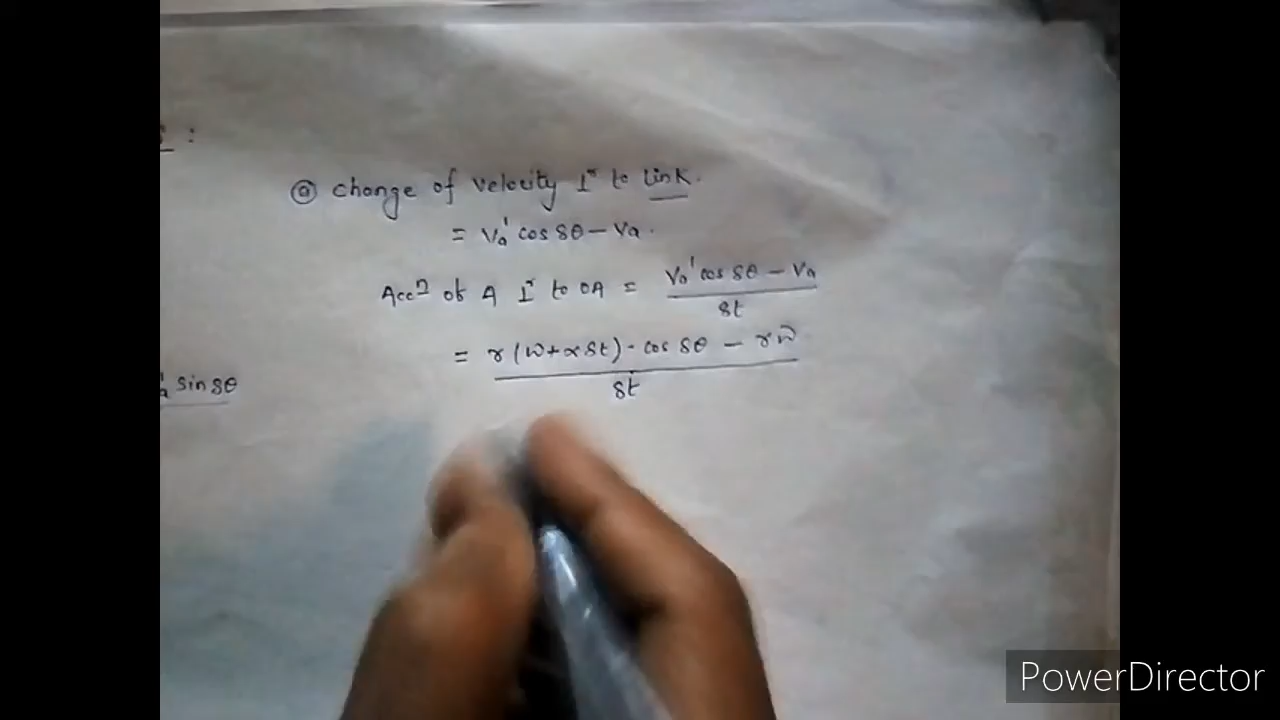 ⓐ change of velocity ⊥ʳ to link.
= Va' cos δθ − Va.
Accⁿ of A ⊥ʳ to OA = Va' cos δθ − Va / δt
= r(ω+αδt)·cos δθ − rω / δt
a sin δθ
PowerDirector